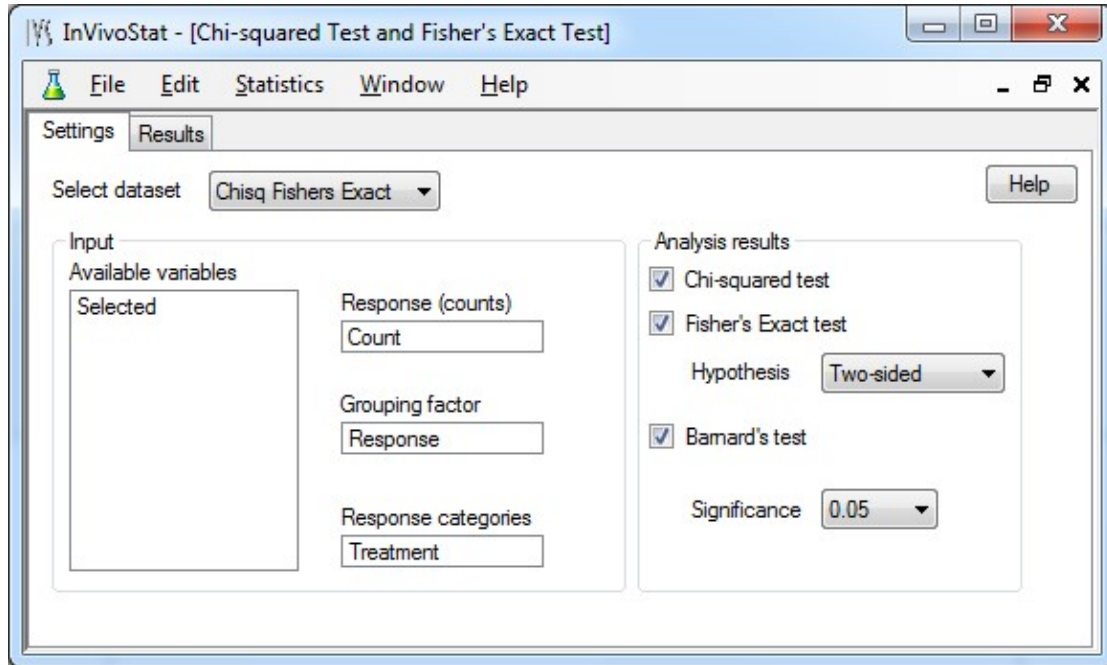 InVivoStat - [Chi-squared Test and Fisher's Exact Test]
File Edit Statistics Window Help
Settings Results
Select dataset Chisq Fishers Exact Help
Input
Available variables
Selected
Response (counts)
Count
Grouping factor
Response
Response categories
Treatment
Analysis results
Chi-squared test
Fisher's Exact test
Hypothesis Two-sided
Barnard's test
Significance 0.05